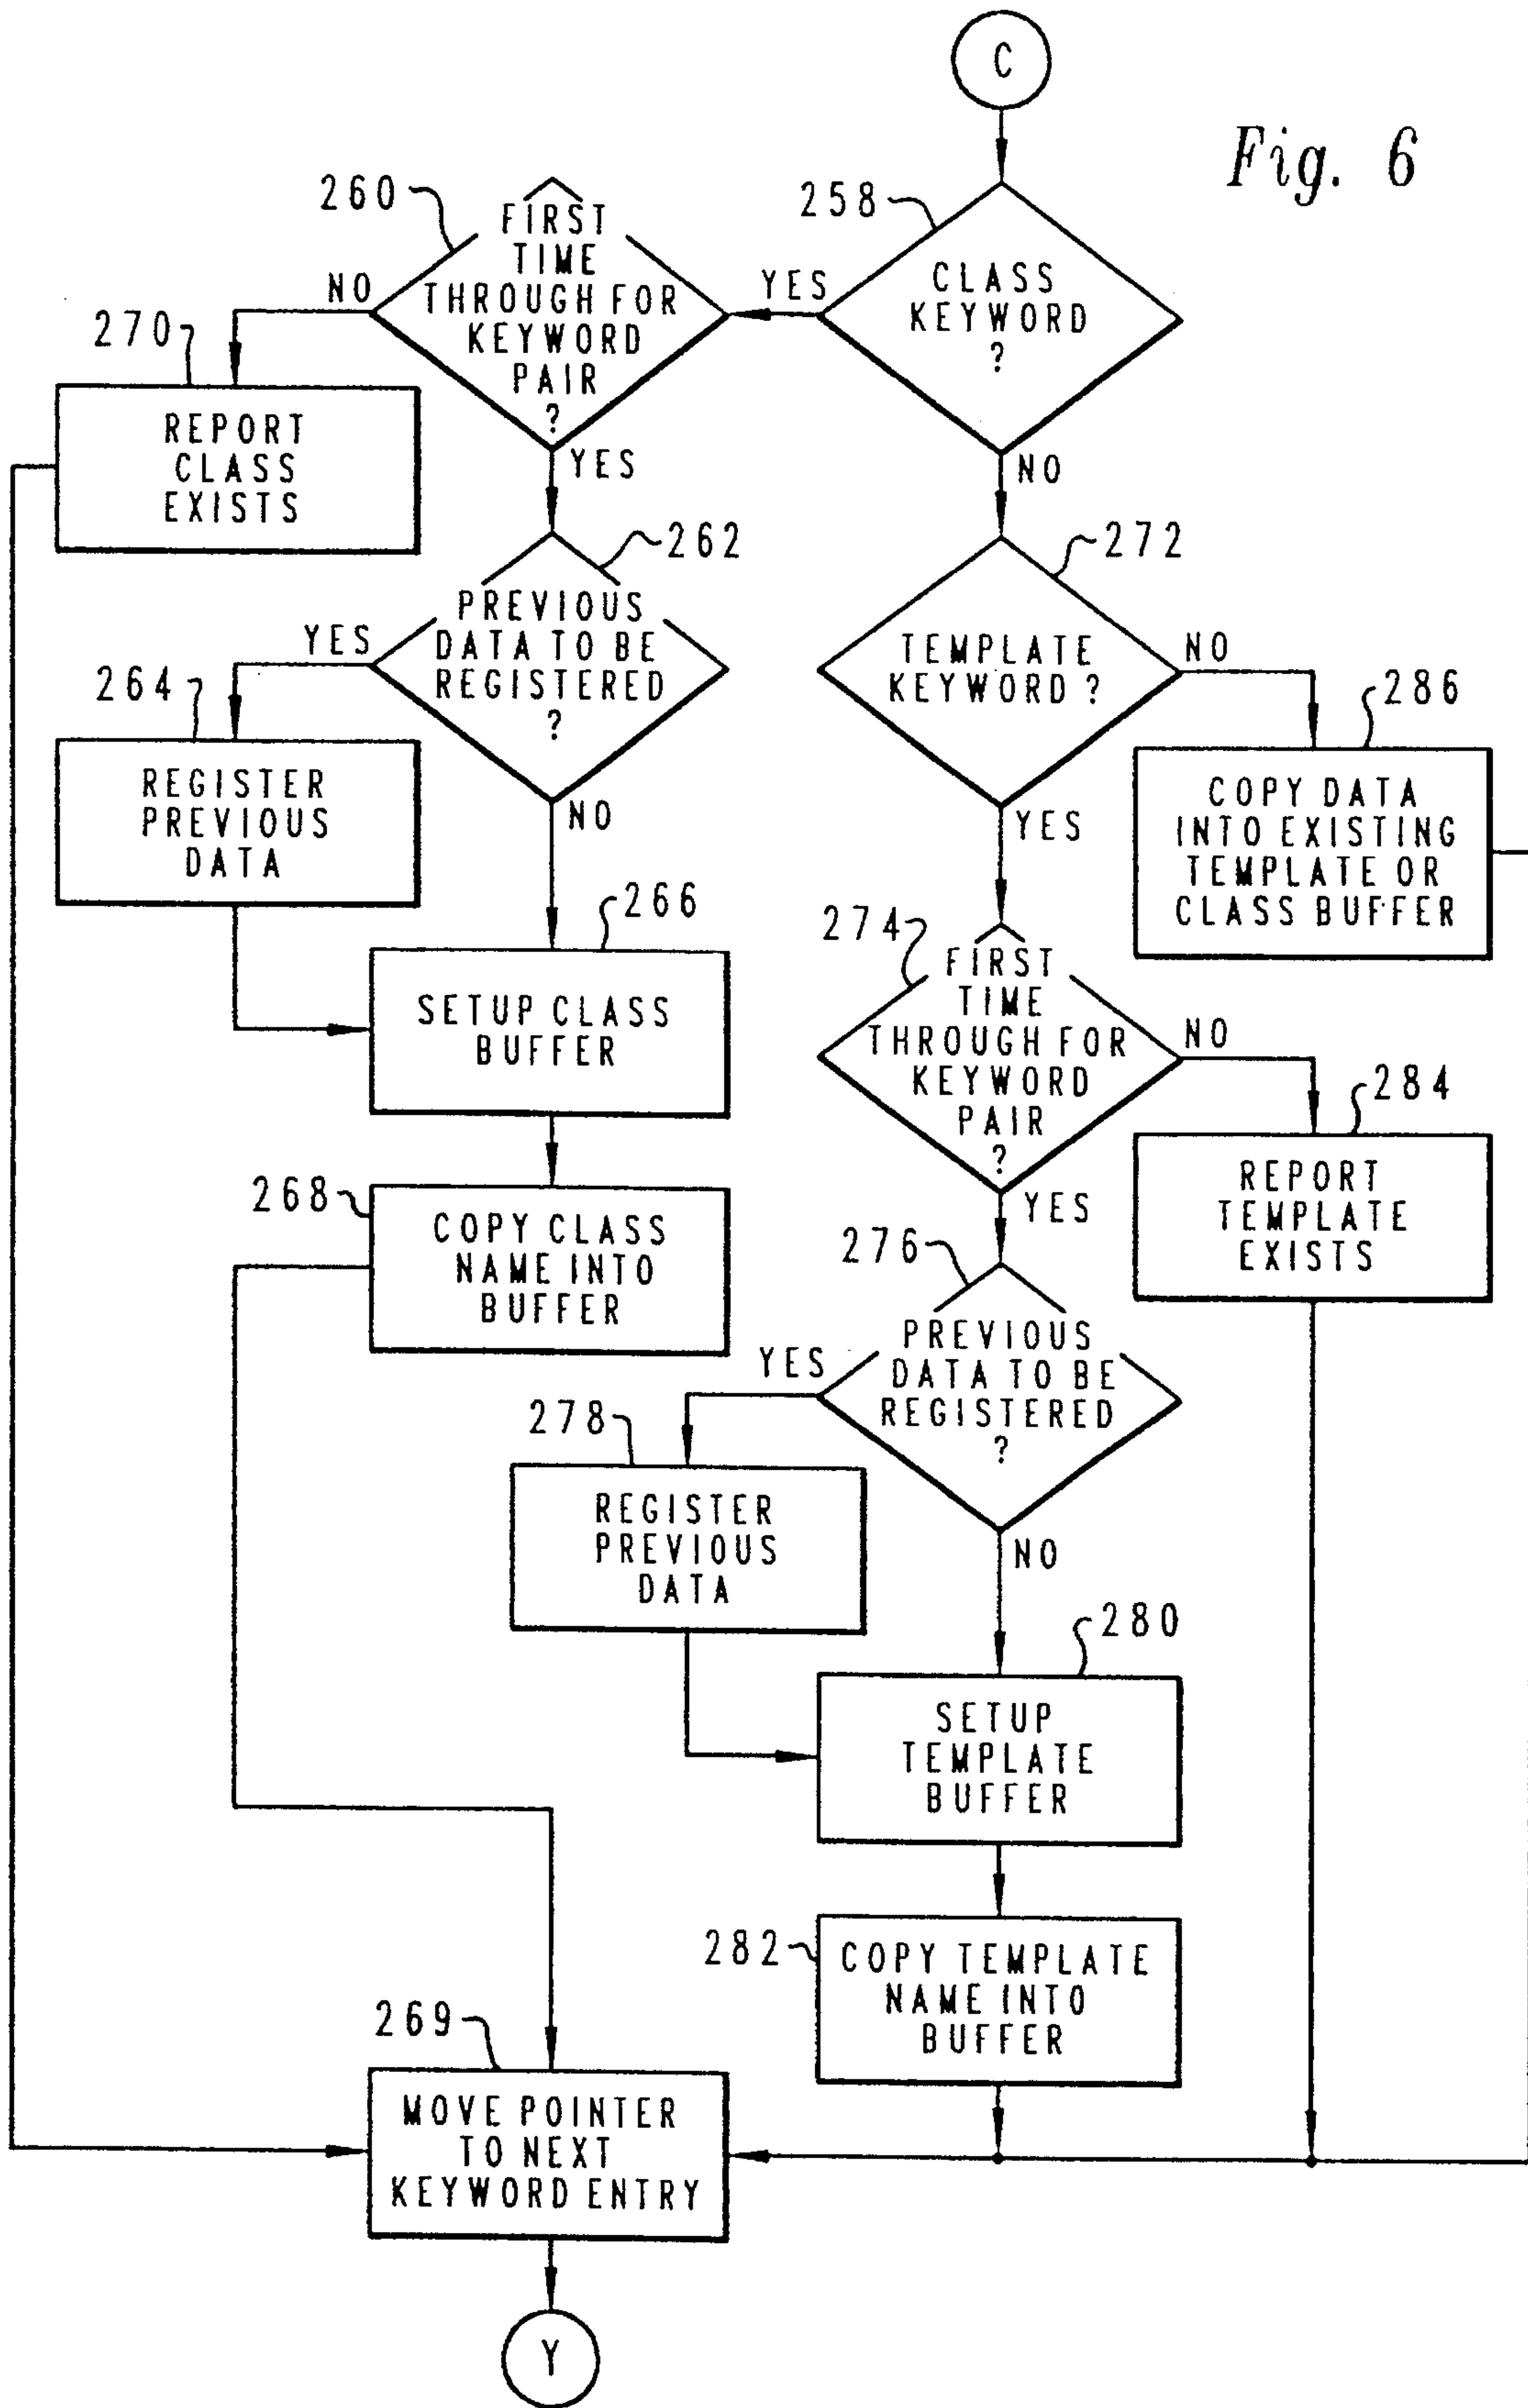 C
Fig. 6
260
FIRST
TIME
THROUGH FOR
KEYWORD
PAIR
?
258
CLASS
KEYWORD
?
YES
NO
270
REPORT
CLASS
EXISTS
YES
NO
262
PREVIOUS
DATA TO BE
REGISTERED
?
YES
272
TEMPLATE
KEYWORD ?
NO
264
REGISTER
PREVIOUS
DATA
NO
YES
286
COPY DATA
INTO EXISTING
TEMPLATE OR
CLASS BUFFER
266
SETUP CLASS
BUFFER
274
FIRST
TIME
THROUGH FOR
KEYWORD
PAIR
?
NO
284
REPORT
TEMPLATE
EXISTS
268
COPY CLASS
NAME INTO
BUFFER
YES
276
PREVIOUS
DATA TO BE
REGISTERED
?
YES
278
REGISTER
PREVIOUS
DATA
NO
280
SETUP
TEMPLATE
BUFFER
282
COPY TEMPLATE
NAME INTO
BUFFER
269
MOVE POINTER
TO NEXT
KEYWORD ENTRY
Y